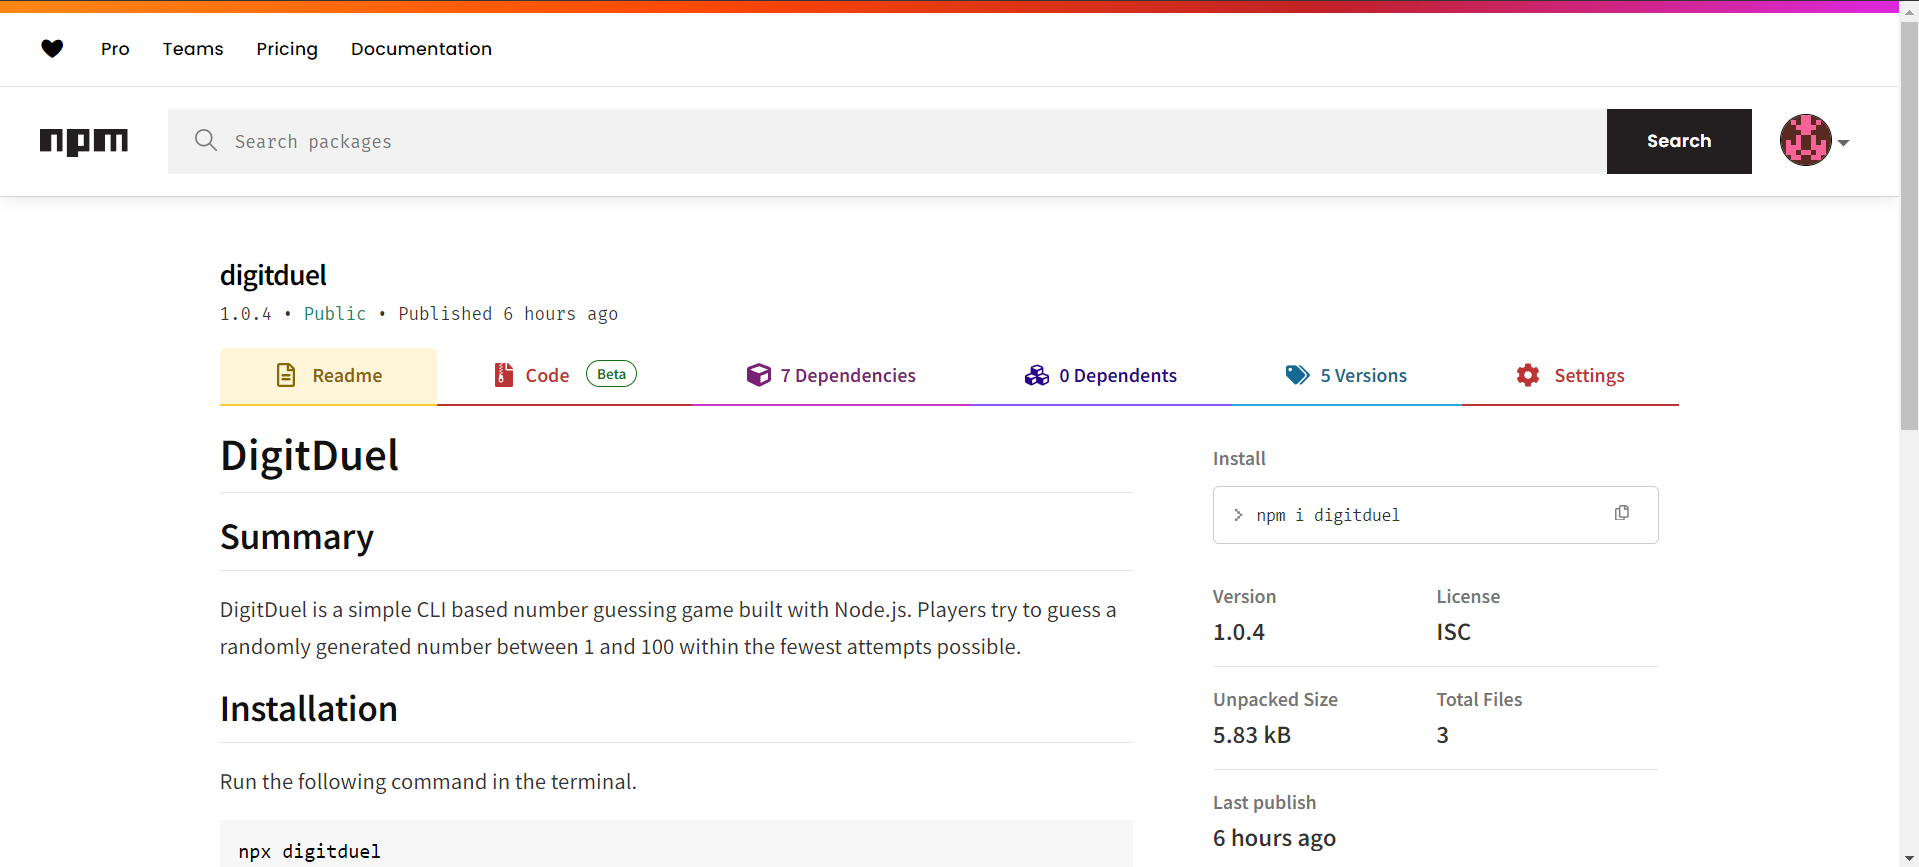 Pro Teams Pricing Documentation
npm
Search packages
Search
digitduel
1.0.4 • Public • Published 6 hours ago
Readme
Code Beta
7 Dependencies
0 Dependents
5 Versions
Settings
DigitDuel
Summary
DigitDuel is a simple CLI based number guessing game built with Node.js. Players try to guess a
randomly generated number between 1 and 100 within the fewest attempts possible.
Installation
Run the following command in the terminal.
npx digitduel
Install
> npm i digitduel
Version
1.0.4
License
ISC
Unpacked Size
5.83 kB
Total Files
3
Last publish
6 hours ago